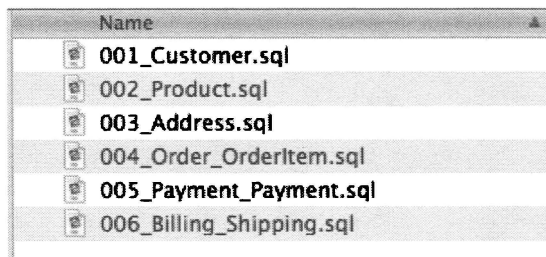 Name
001_Customer.sql
002_Product.sql
003_Address.sql
004_Order_OrderItem.sql
005_Payment_Payment.sql
006_Billing_Shipping.sql